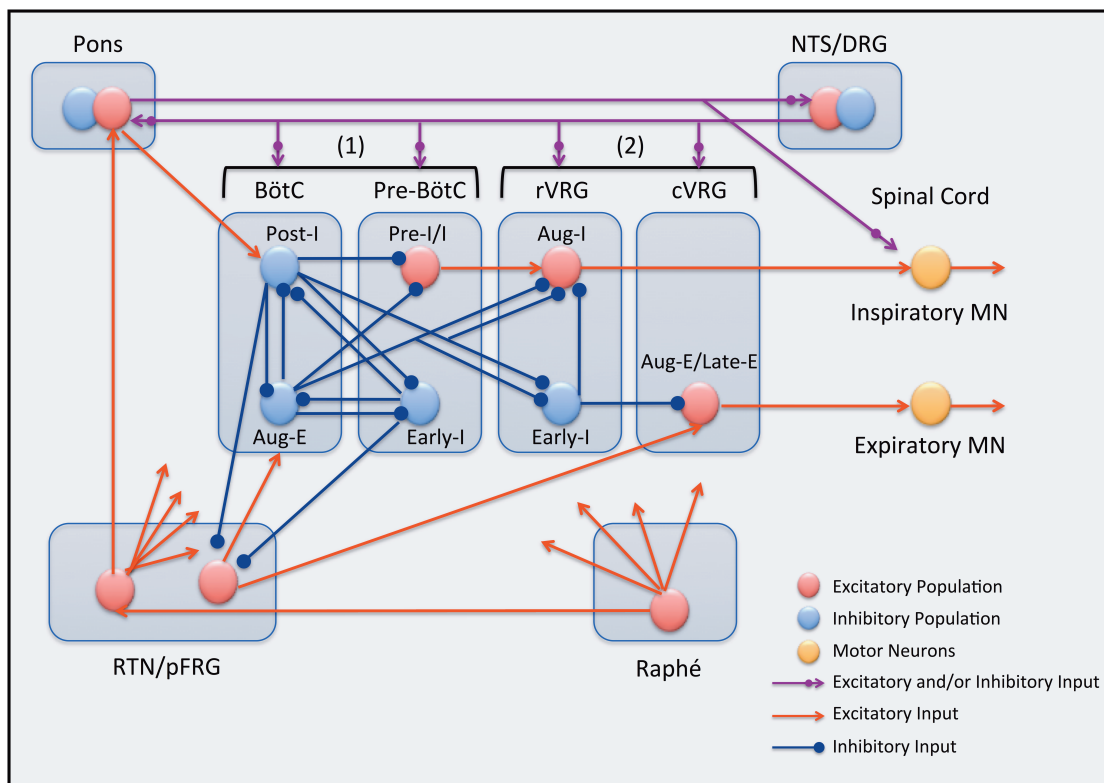 Pons
NTS/DRG
(1)
(2)
BötC
Pre-BötC
rVRG
cVRG
Spinal Cord
Post-I
Pre-I/I
Aug-I
Inspiratory MN
Aug-E/Late-E
Aug-E
Early-I
Early-I
Expiratory MN
RTN/pFRG
Raphé
Excitatory Population
Inhibitory Population
Motor Neurons
Excitatory and/or Inhibitory Input
Excitatory Input
Inhibitory Input